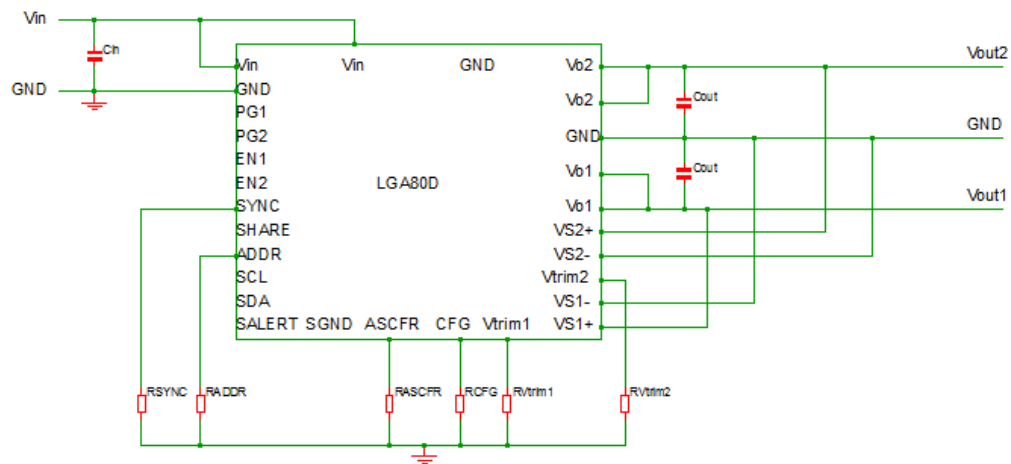 Vin
Cin
GND
Vin
Vin
GND
Vo2
Vout2
GND
PG1
Vo2
Cout
PG2
GND
GND
EN1
Vo1
Cout
EN2
LGA80D
SYNC
Vo1
Vout1
SHARE
VS2+
ADDR
VS2-
SCL
Vtrim2
SDA
VS1-
SALERT SGND ASCFR CFG Vtrim1 VS1+
RSYNC
RADDR
RASCFR
RCFG
RVtrim1
RVtrim2